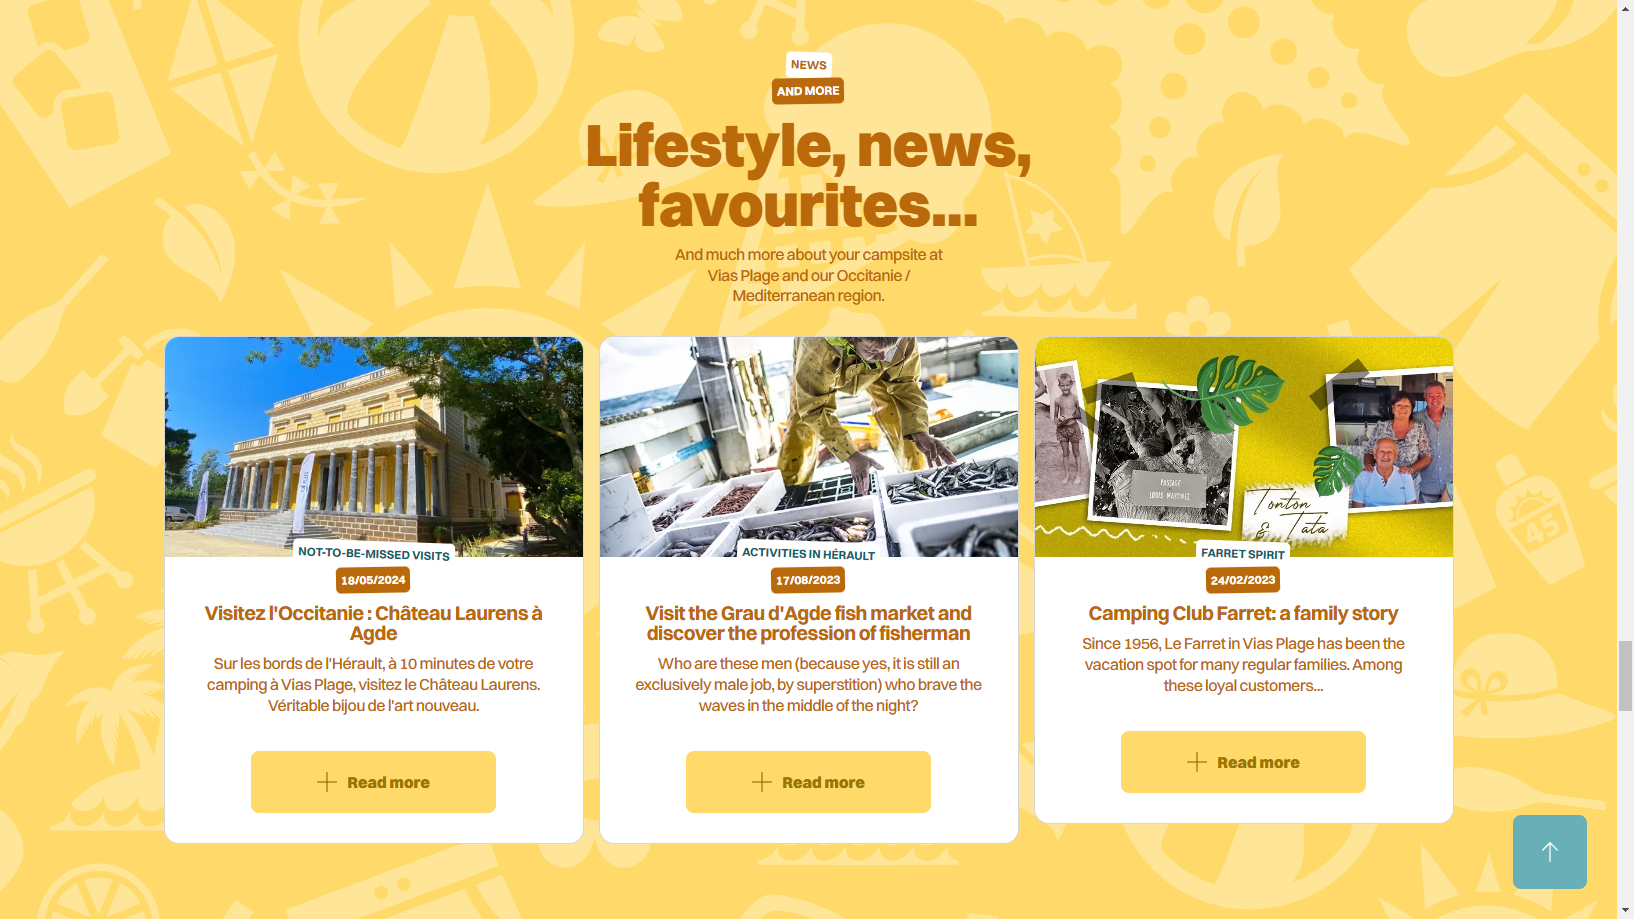 NEWS
AND MORE
Lifestyle, news,
favourites...
And much more about your campsite at
Vias Plage and our Occitanie /
Mediterranean region.
NOT-TO-BE-MISSED VISITS
18/05/2024
Visitez l'Occitanie : Château Laurens à
Agde
Sur les bords de l'Hérault, à 10 minutes de votre
camping à Vias Plage, visitez le Château Laurens.
Véritable bijou de l'art nouveau.
Read more
ACTIVITIES IN HÉRAULT
17/08/2023
Visit the Grau d'Agde fish market and
discover the profession of fisherman
Who are these men (because yes, it is still an
exclusively male job, by superstition) who brave the
waves in the middle of the night?
Read more
PASSAGE
LOUIS MARTINEZ
Tonton
& Tata
FARRET SPIRIT
24/02/2023
Camping Club Farret: a family story
Since 1956, Le Farret in Vias Plage has been the
vacation spot for many regular families. Among
these loyal customers...
Read more
45